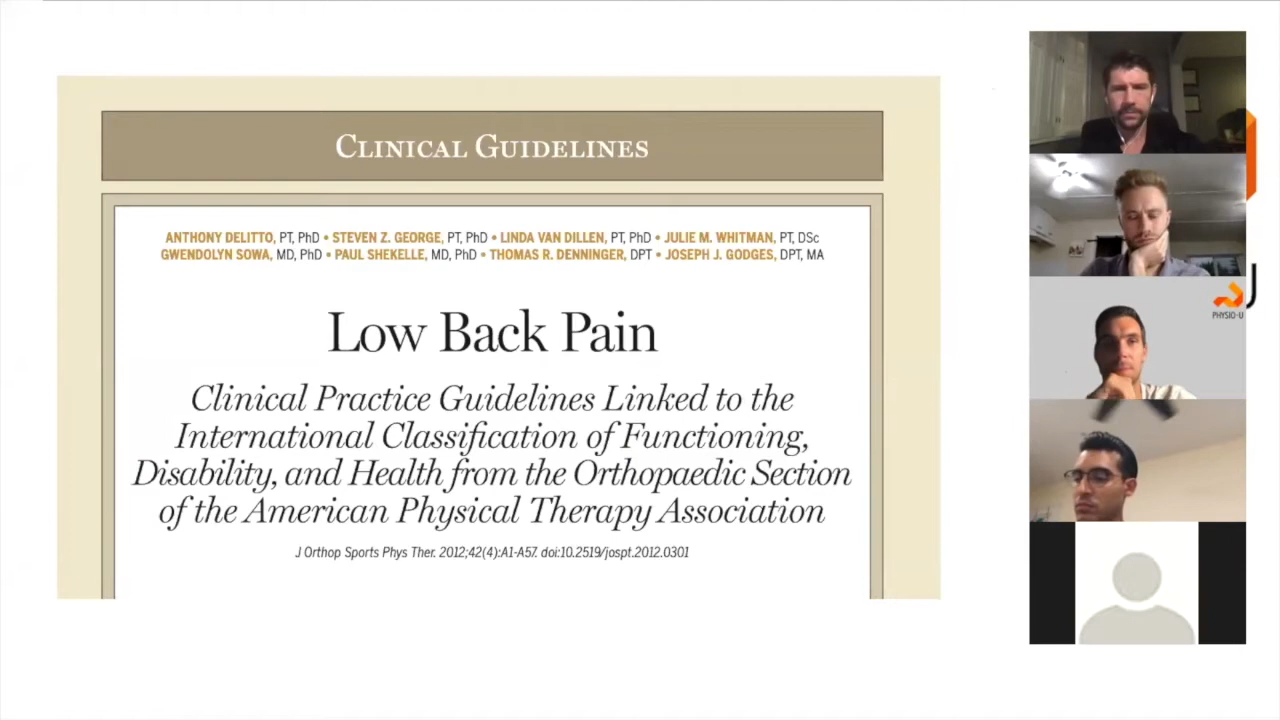 CLINICAL GUIDELINES
ANTHONY DELITTO, PT, PhD • STEVEN Z. GEORGE, PT, PhD • LINDA VAN DILLEN, PT, PhD • JULIE M. WHITMAN, PT, DSc
GWENDOLYN SOWA, MD, PhD • PAUL SHEKELLE, MD, PhD • THOMAS R. DENNINGER, DPT • JOSEPH J. GODGES, DPT, MA
Low Back Pain
Clinical Practice Guidelines Linked to the
International Classification of Functioning,
Disability, and Health from the Orthopaedic Section
of the American Physical Therapy Association
J Orthop Sports Phys Ther. 2012;42(4):A1-A57. doi:10.2519/jospt.2012.0301
PHYSIO-U